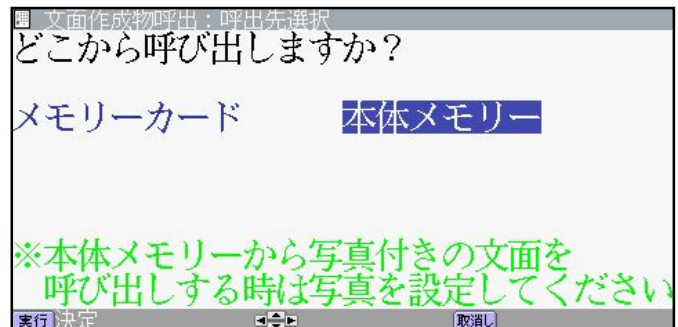 文面作成物呼出：呼出先選択
どこから呼び出しますか？
メモリーカード　本体メモリー
※本体メモリーから写真付きの文面を
呼び出しする時は写真を設定してください
実行 決定　取消し